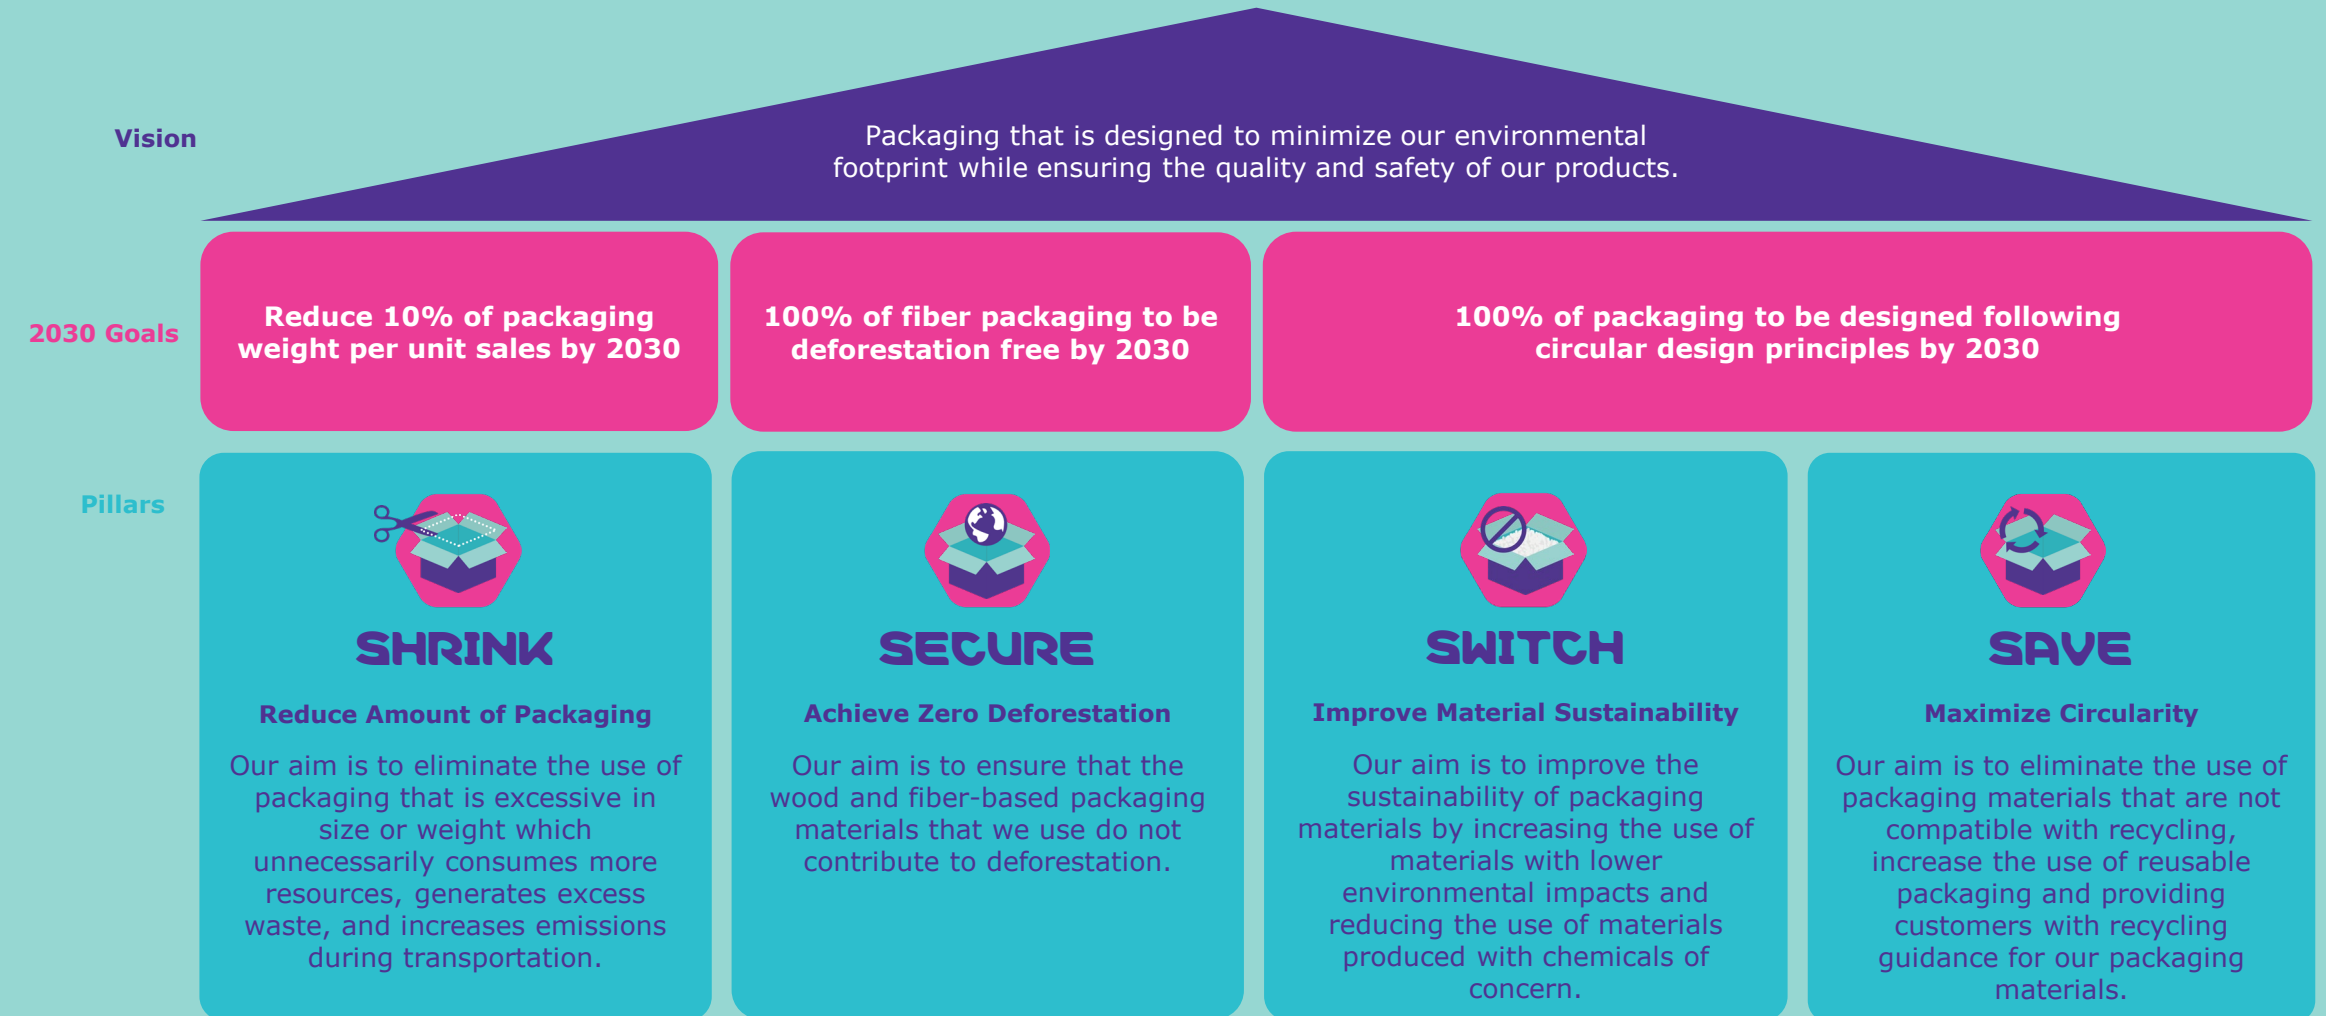 Vision
Packaging that is designed to minimize our environmental
footprint while ensuring the quality and safety of our products.
2030 Goals
Reduce 10% of packaging
weight per unit sales by 2030
100% of fiber packaging to be
deforestation free by 2030
100% of packaging to be designed following
circular design principles by 2030
Pillars
SHRINK
Reduce Amount of Packaging
Our aim is to eliminate the use of
packaging that is excessive in
size or weight which
unnecessarily consumes more
resources, generates excess
waste, and increases emissions
during transportation.
SECURE
Achieve Zero Deforestation
Our aim is to ensure that the
wood and fiber-based packaging
materials that we use do not
contribute to deforestation.
SWITCH
Improve Material Sustainability
Our aim is to improve the
sustainability of packaging
materials by increasing the use of
materials with lower
environmental impacts and
reducing the use of materials
produced with chemicals of
concern.
SAVE
Maximize Circularity
Our aim is to eliminate the use of
packaging materials that are not
compatible with recycling,
increase the use of reusable
packaging and providing
customers with recycling
guidance for our packaging
materials.